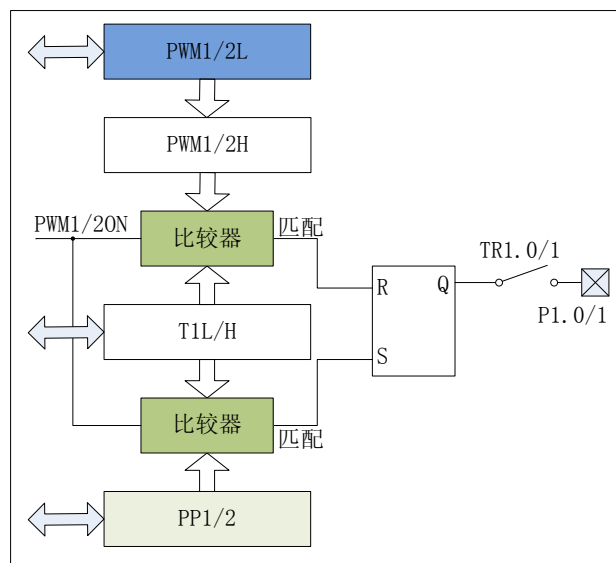 PWM1/2L
PWM1/2H
PWM1/2ON
比较器
匹配
TR1.0/1
R
Q
P1.0/1
T1L/H
S
比较器
匹配
PP1/2